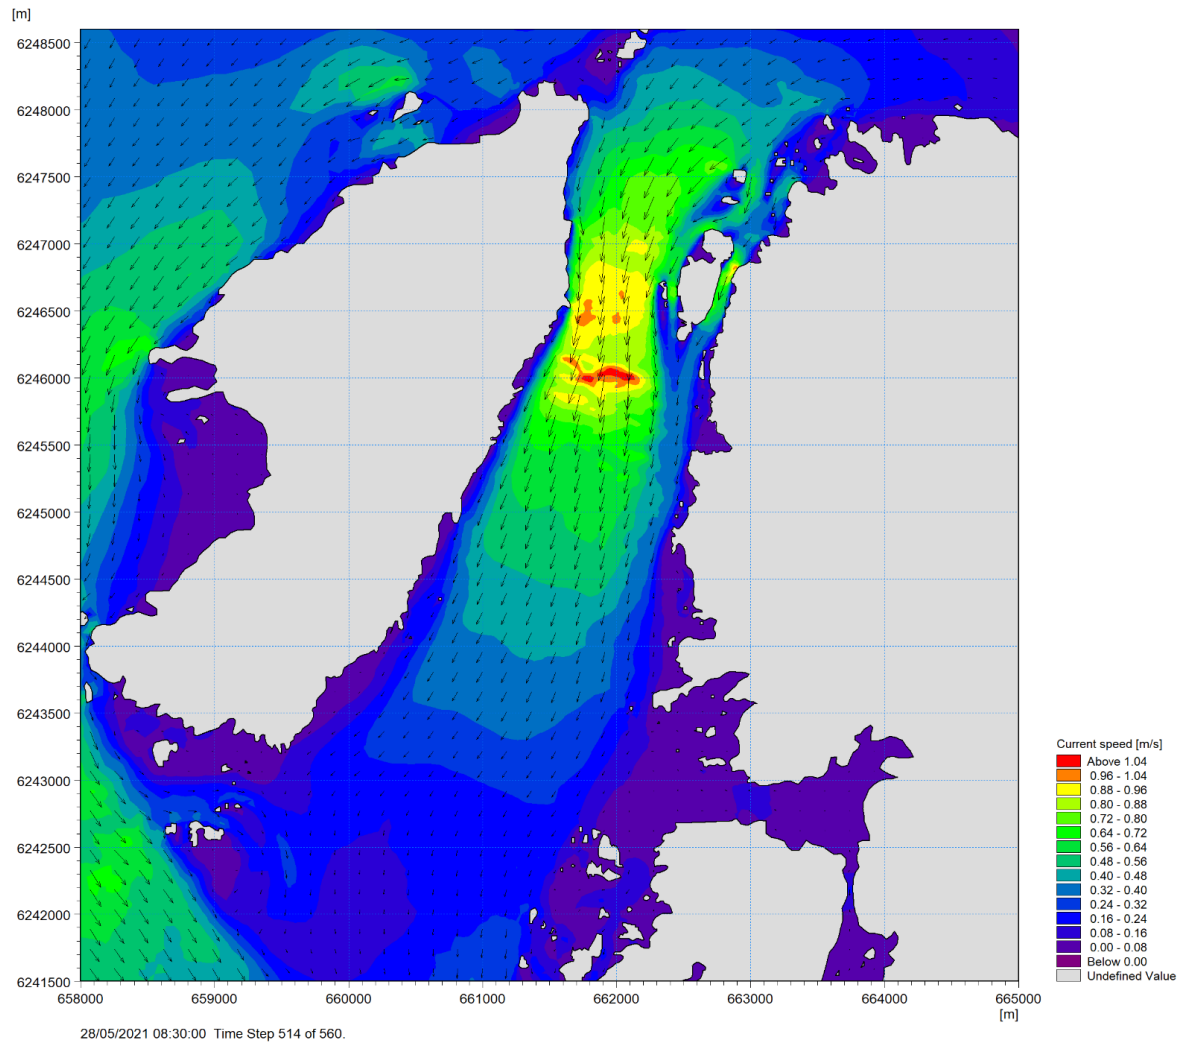 [m]
6248500
6248000
6247500
6247000
6246500
6246000
6245500
6245000
6244500
6244000
6243500
6243000
6242500
6242000
6241500
658000 659000 660000 661000 662000 663000 664000 665000
[m]
Current speed [m/s]
Above 1.04
0.96 - 1.04
0.88 - 0.96
0.80 - 0.88
0.72 - 0.80
0.64 - 0.72
0.56 - 0.64
0.48 - 0.56
0.40 - 0.48
0.32 - 0.40
0.24 - 0.32
0.16 - 0.24
0.08 - 0.16
0.00 - 0.08
Below 0.00
Undefined Value
28/05/2021 08:30:00 Time Step 514 of 560.